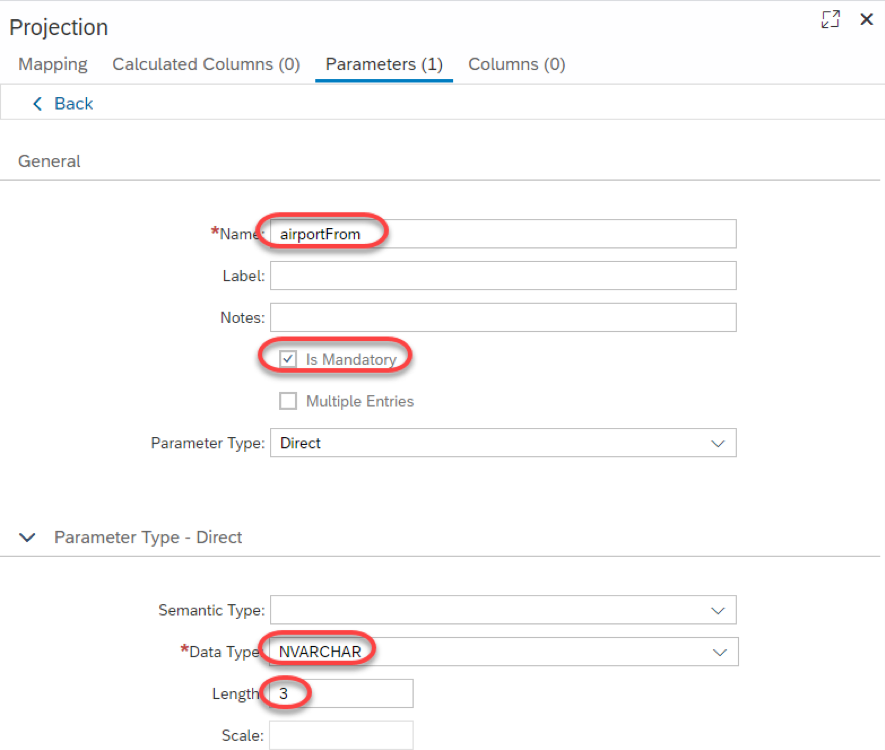 Projection
Mapping Calculated Columns (0) Parameters (1) Columns (0)
Back
General
*Name: airportFrom
Label:
Notes:
Is Mandatory
Multiple Entries
Parameter Type: Direct
Parameter Type - Direct
Semantic Type:
*Data Type NVARCHAR
Length 3
Scale: